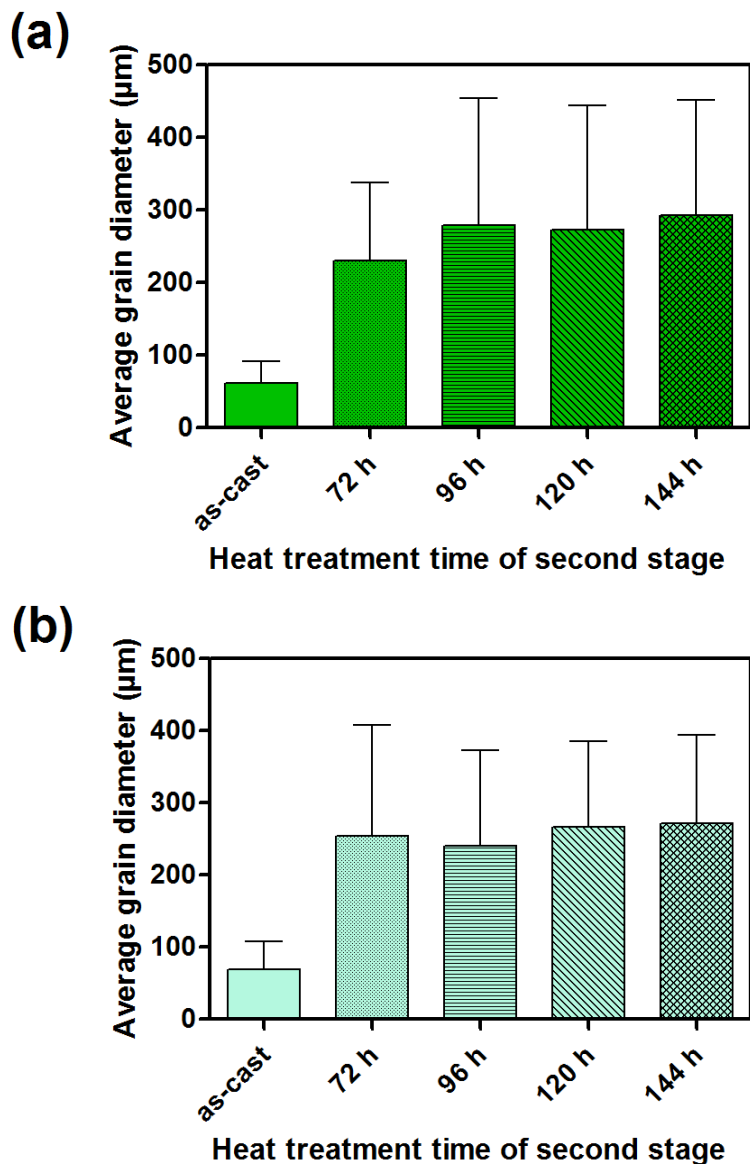 (a)
Average grain diameter (µm)
500
400
300
200
100
0
as-cast
72 h
96 h
120 h
144 h
Heat treatment time of second stage
(b)
Average grain diameter (µm)
500
400
300
200
100
0
as-cast
72 h
96 h
120 h
144 h
Heat treatment time of second stage